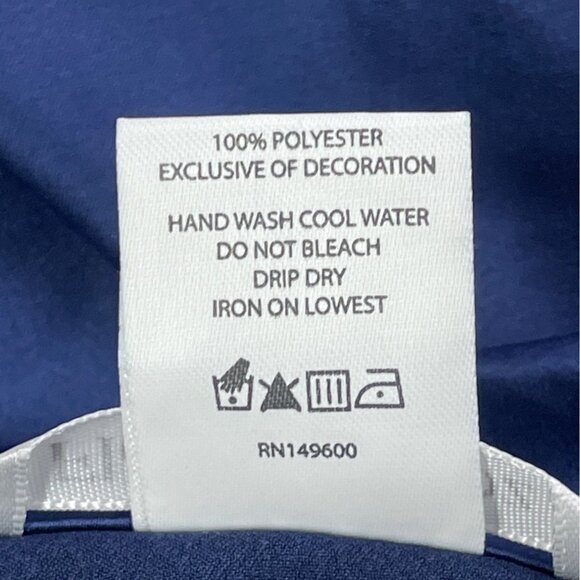 100% POLYESTER
EXCLUSIVE OF DECORATION
HAND WASH COOL WATER
DO NOT BLEACH
DRIP DRY
IRON ON LOWEST
RN149600